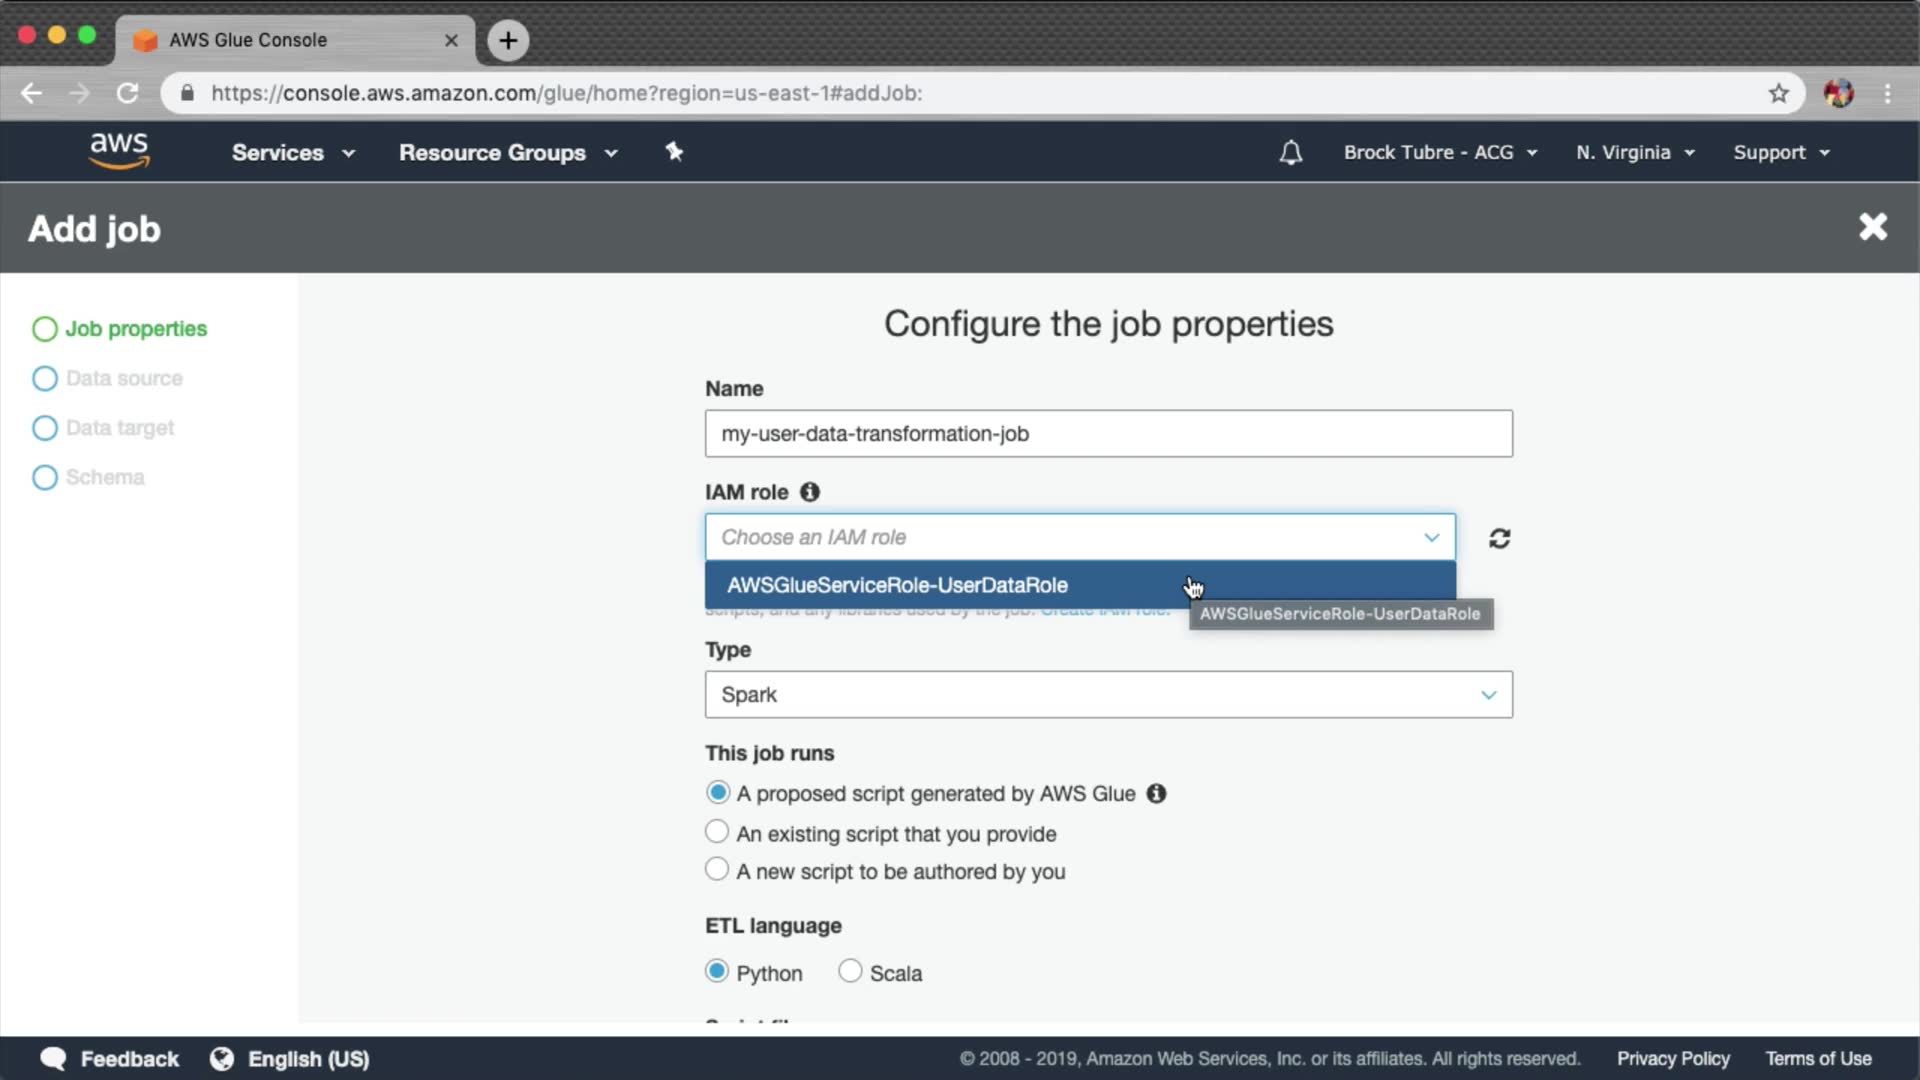 AWS Glue Console
https://console.aws.amazon.com/glue/home?region=us-east-1#addJob:
aws
Services
Resource Groups
Brock Tubre - ACG
N. Virginia
Support
Add job
Job properties
Data source
Data target
Schema
Configure the job properties
Name
my-user-data-transformation-job
IAM role
Choose an IAM role
AWSGlueServiceRole-UserDataRole
scripts, and any libraries used by the job. Create IAM role.
AWSGlueServiceRole-UserDataRole
Type
Spark
This job runs
A proposed script generated by AWS Glue
An existing script that you provide
A new script to be authored by you
ETL language
Python
Scala
Feedback
English (US)
© 2008 - 2019, Amazon Web Services, Inc. or its affiliates. All rights reserved.
Privacy Policy
Terms of Use